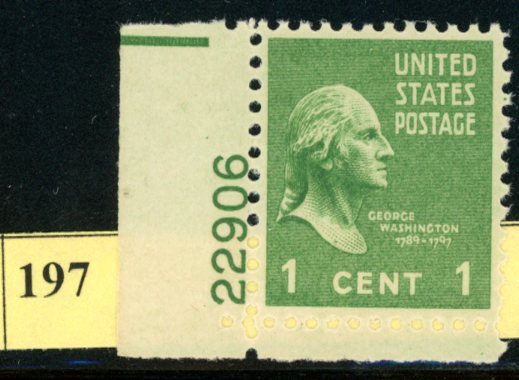 UNITED
STATES
POSTAGE
GEORGE
WASHINGTON
1789-1797
1 CENT 1
22906
197